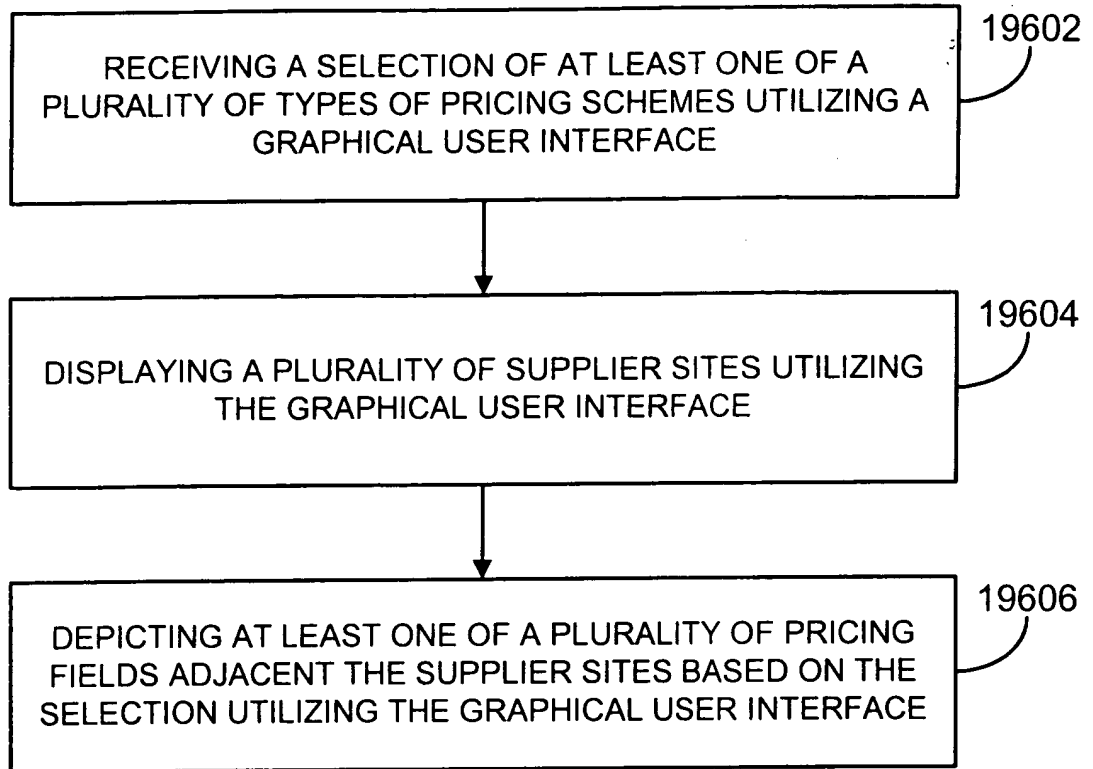 19602
RECEIVING A SELECTION OF AT LEAST ONE OF A
PLURALITY OF TYPES OF PRICING SCHEMES UTILIZING A
GRAPHICAL USER INTERFACE
19604
DISPLAYING A PLURALITY OF SUPPLIER SITES UTILIZING
THE GRAPHICAL USER INTERFACE
19606
DEPICTING AT LEAST ONE OF A PLURALITY OF PRICING
FIELDS ADJACENT THE SUPPLIER SITES BASED ON THE
SELECTION UTILIZING THE GRAPHICAL USER INTERFACE